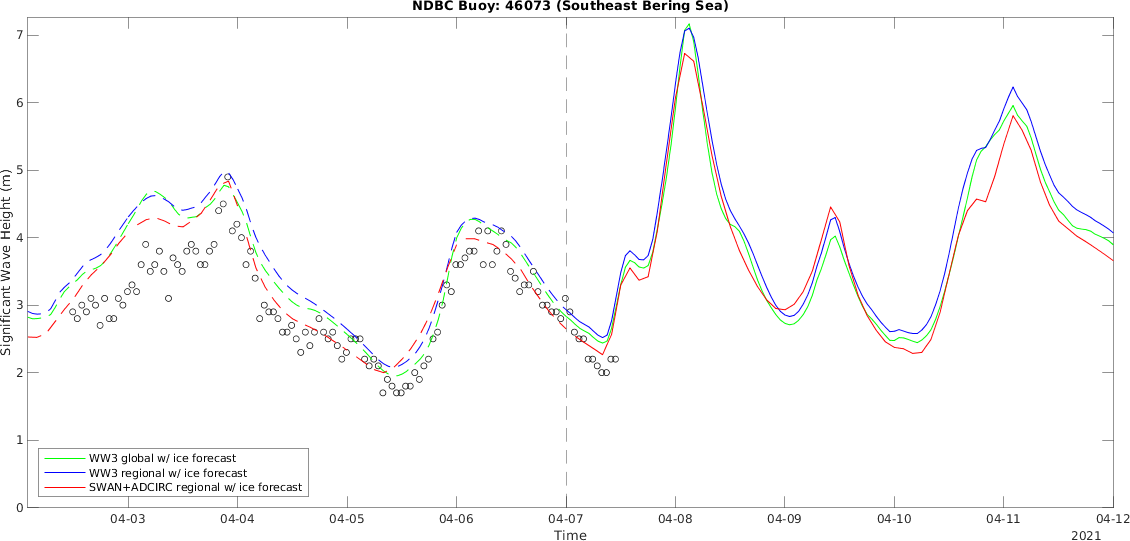 NDBC Buoy: 46073 (Southeast Bering Sea)
7
6
5
4
3
2
1
0
Significant Wave Height (m)
WW3 global w/ ice forecast
WW3 regional w/ ice forecast
SWAN+ADCIRC regional w/ ice forecast
04-03 04-04 04-05 04-06 04-07 04-08 04-09 04-10 04-11 04-12
Time
2021